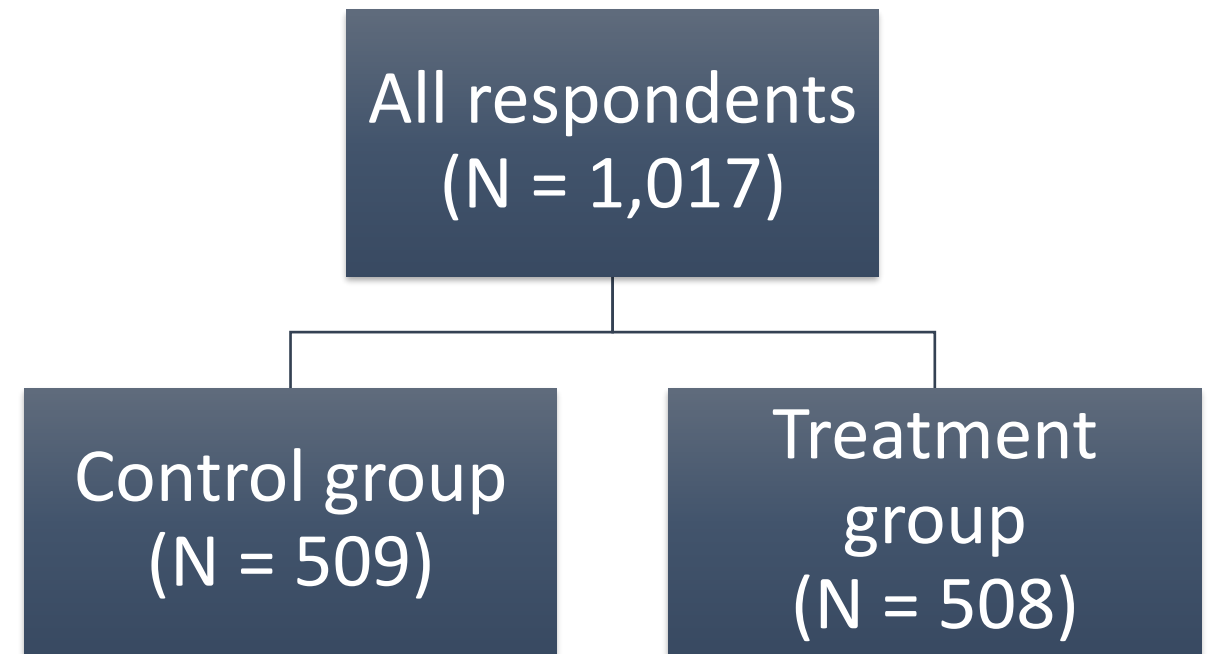 All respondents
(N = 1,017)
Control group
(N = 509)
Treatment
group
(N = 508)